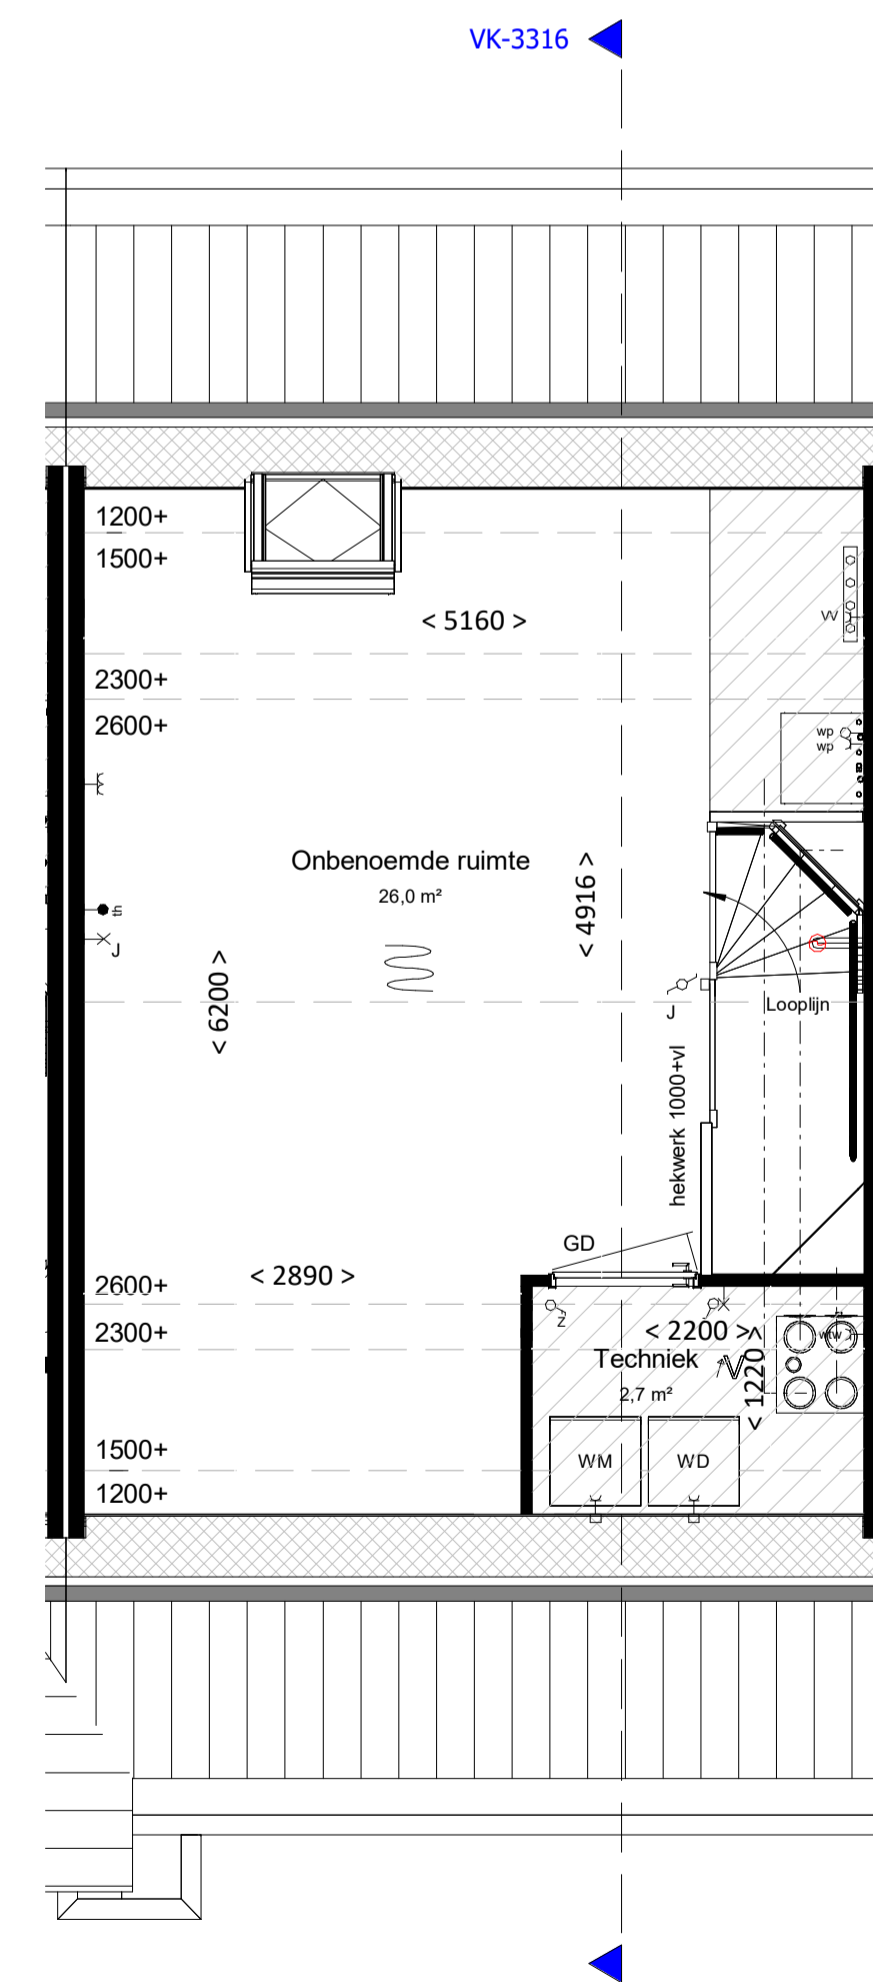 VK-3316
1200+
1500+
< 5160 >
VV
2300+
2600+
wp
wp
Onbenoemde ruimte
26,0 m²
< 4916 >
J
< 6200 >
J
Looplijn
hekwerk 1000+vl
GD
< 2890 >
2600+
2300+
Z
< 2200 >
wtw
Techniek
2,7 m²
< 1220 >
1500+
1200+
WM
WD